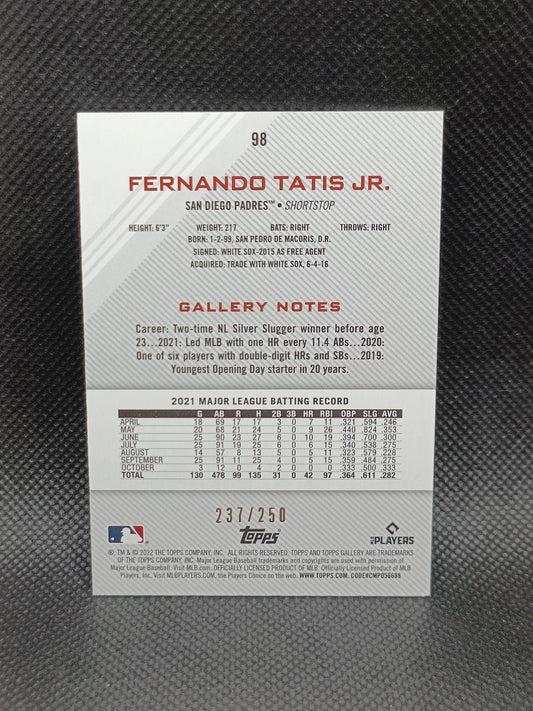 98
FERNANDO TATIS JR.
SAN DIEGO PADRES™ • SHORTSTOP
HEIGHT: 6'3" WEIGHT: 217 BATS: RIGHT THROWS: RIGHT
BORN: 1-2-99, SAN PEDRO DE MACORIS, D.R.
SIGNED: WHITE SOX-2015 AS FREE AGENT
ACQUIRED: TRADE WITH WHITE SOX, 6-4-16
GALLERY NOTES
Career: Two-time NL Silver Slugger winner before age
23...2021: Led MLB with one HR every 11.4 ABs...2020:
One of six players with double-digit HRs and SBs...2019:
Youngest Opening Day starter in 20 years.
2021 MAJOR LEAGUE BATTING RECORD
G AB R H 2B 3B HR RBI OBP SLG AVG
APRIL 18 69 17 17 3 0 7 11 .321 .594 .246
MAY 20 68 21 24 5 0 9 26 .440 .824 .353
JUNE 25 90 23 27 6 0 10 19 .394 .700 .300
JULY 25 91 19 25 6 0 6 15 .340 .538 .275
AUGUST 14 57 8 13 5 0 5 11 .323 .579 .228
SEPTEMBER 25 91 11 25 4 0 5 15 .359 .484 .275
OCTOBER 3 12 0 4 2 0 0 0 .333 .500 .333
TOTAL 130 478 99 135 31 0 42 97 .364 .611 .282
237/250
Topps
MLB PLAYERS
®, TM & © 2022 THE TOPPS COMPANY, INC. ALL RIGHTS RESERVED. TOPPS AND TOPPS GALLERY ARE TRADEMARKS
OF THE TOPPS COMPANY, INC. Major League Baseball trademarks and copyrights are used with permission of
Major League Baseball. Visit MLB.com. OFFICIALLY LICENSED PRODUCT OF MLB. Officially Licensed Product of MLB
Players, Inc. Visit MLBPLAYERS.com, the Players Choice on the web. WWW.TOPPS.COM. CODE#CMP056688